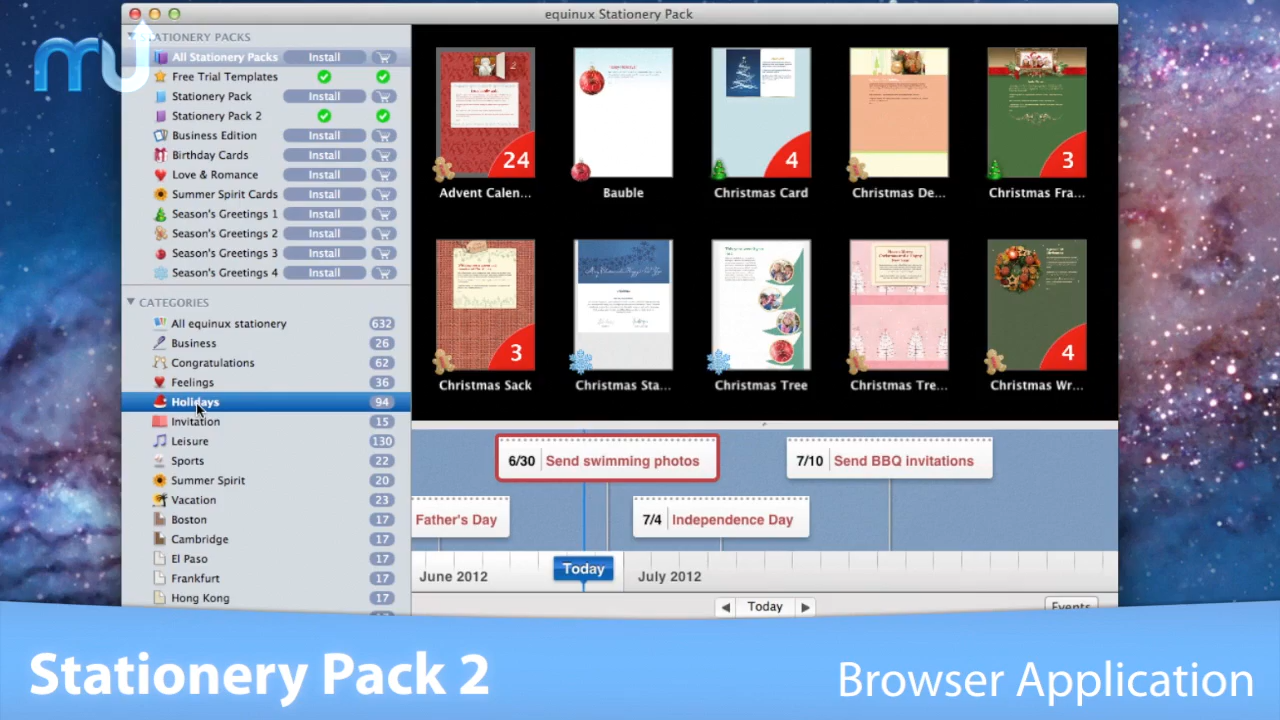 equinux Stationery Pack
STATIONERY PACKS
MU
All Stationery Packs Install
Free Trial Templates
Stationery Pack Install
Stationery Pack 2
Business Edition Install
Birthday Cards Install
Love & Romance Install
Summer Spirit Cards Install
Season's Greetings 1 Install
Season's Greetings 2 Install
Season's Greetings 3 Install
Season's Greetings 4 Install
CATEGORIES
All equinux stationery 632
Business 26
Congratulations 62
Feelings 36
Holidays 94
Invitation 15
Leisure 130
Sports 22
Summer Spirit 20
Vacation 23
Boston 17
Cambridge 17
El Paso 17
Frankfurt 17
Hong Kong 17
24 4 3
Advent Calen... Bauble Christmas Card Christmas De... Christmas Fra...
3 4
Christmas Sack Christmas Sta... Christmas Tree Christmas Tre... Christmas Wr...
6/30 Send swimming photos 7/10 Send BBQ invitations
Father's Day 7/4 Independence Day
June 2012 Today July 2012
Today Events
Stationery Pack 2 Browser Application